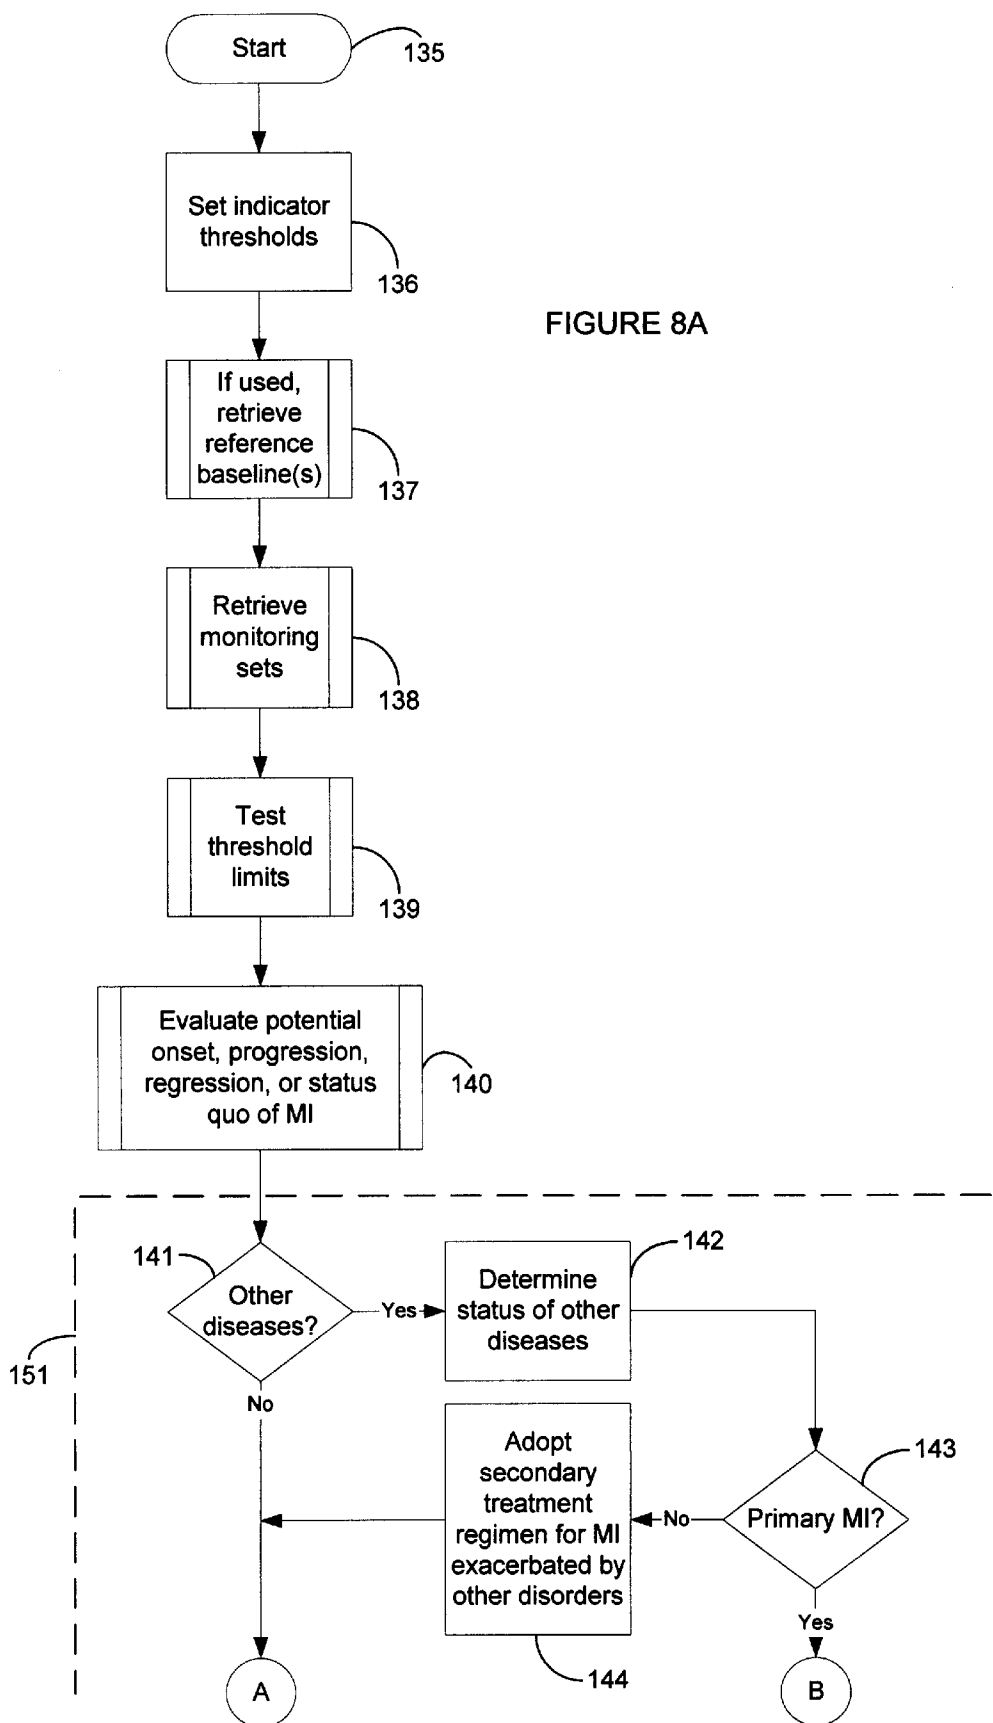 Start
135
Set indicator
thresholds
136
FIGURE 8A
If used,
retrieve
reference
baseline(s)
137
Retrieve
monitoring
sets
138
Test
threshold
limits
139
Evaluate potential
onset, progression,
regression, or status
quo of MI
140
141
Other
diseases?
Yes
142
Determine
status of other
diseases
151
No
143
Primary MI?
No
Adopt
secondary
treatment
regimen for MI
exacerbated by
other disorders
144
Yes
A
B